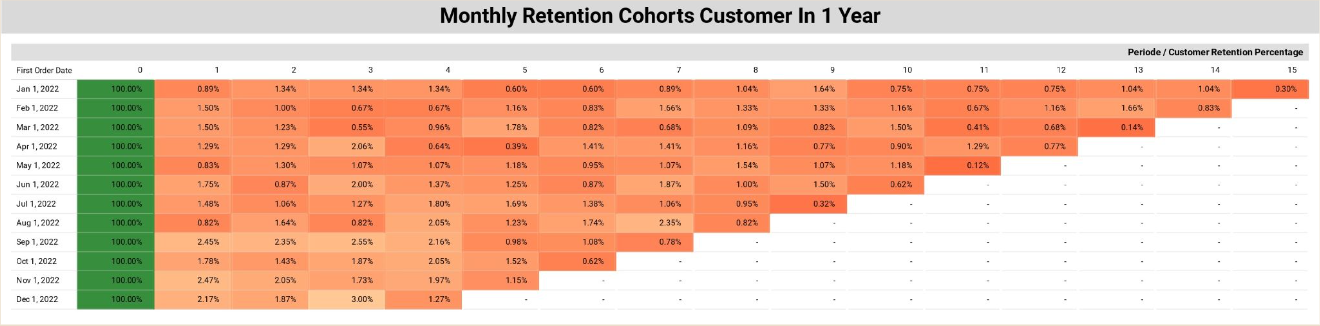 Monthly Retention Cohorts Customer In 1 Year
Periode / Customer Retention Percentage
First Order Date 0 1 2 3 4 5 6 7 8 9 10 11 12 13 14 15
Jan 1, 2022 100.00% 0.89% 1.34% 1.34% 1.34% 0.60% 0.60% 0.89% 1.04% 1.64% 0.75% 0.75% 0.75% 1.04% 1.04% 0.30%
Feb 1, 2022 100.00% 1.50% 1.00% 0.67% 0.67% 1.16% 0.83% 1.66% 1.33% 1.33% 1.16% 0.67% 1.16% 1.66% 0.83% -
Mar 1, 2022 100.00% 1.50% 1.23% 0.55% 0.96% 1.78% 0.82% 0.68% 1.09% 0.82% 1.50% 0.41% 0.68% 0.14% - -
Apr 1, 2022 100.00% 1.29% 1.29% 2.06% 0.64% 0.39% 1.41% 1.41% 1.16% 0.77% 0.90% 1.29% 0.77% - - -
May 1, 2022 100.00% 0.83% 1.30% 1.07% 1.07% 1.18% 0.95% 1.07% 1.54% 1.07% 1.18% 0.12% - - - -
Jun 1, 2022 100.00% 1.75% 0.87% 2.00% 1.37% 1.25% 0.87% 1.87% 1.00% 1.50% 0.62% - - - - -
Jul 1, 2022 100.00% 1.48% 1.06% 1.27% 1.80% 1.69% 1.38% 1.06% 0.95% 0.32% - - - - - -
Aug 1, 2022 100.00% 0.82% 1.64% 0.82% 2.05% 1.23% 1.74% 2.35% 0.82% - - - - - - -
Sep 1, 2022 100.00% 2.45% 2.35% 2.55% 2.16% 0.98% 1.08% 0.78% - - - - - - - -
Oct 1, 2022 100.00% 1.78% 1.43% 1.87% 2.05% 1.52% 0.62% - - - - - - - - -
Nov 1, 2022 100.00% 2.47% 2.05% 1.73% 1.97% 1.15% - - - - - - - - - -
Dec 1, 2022 100.00% 2.17% 1.87% 3.00% 1.27% - - - - - - - - - - -